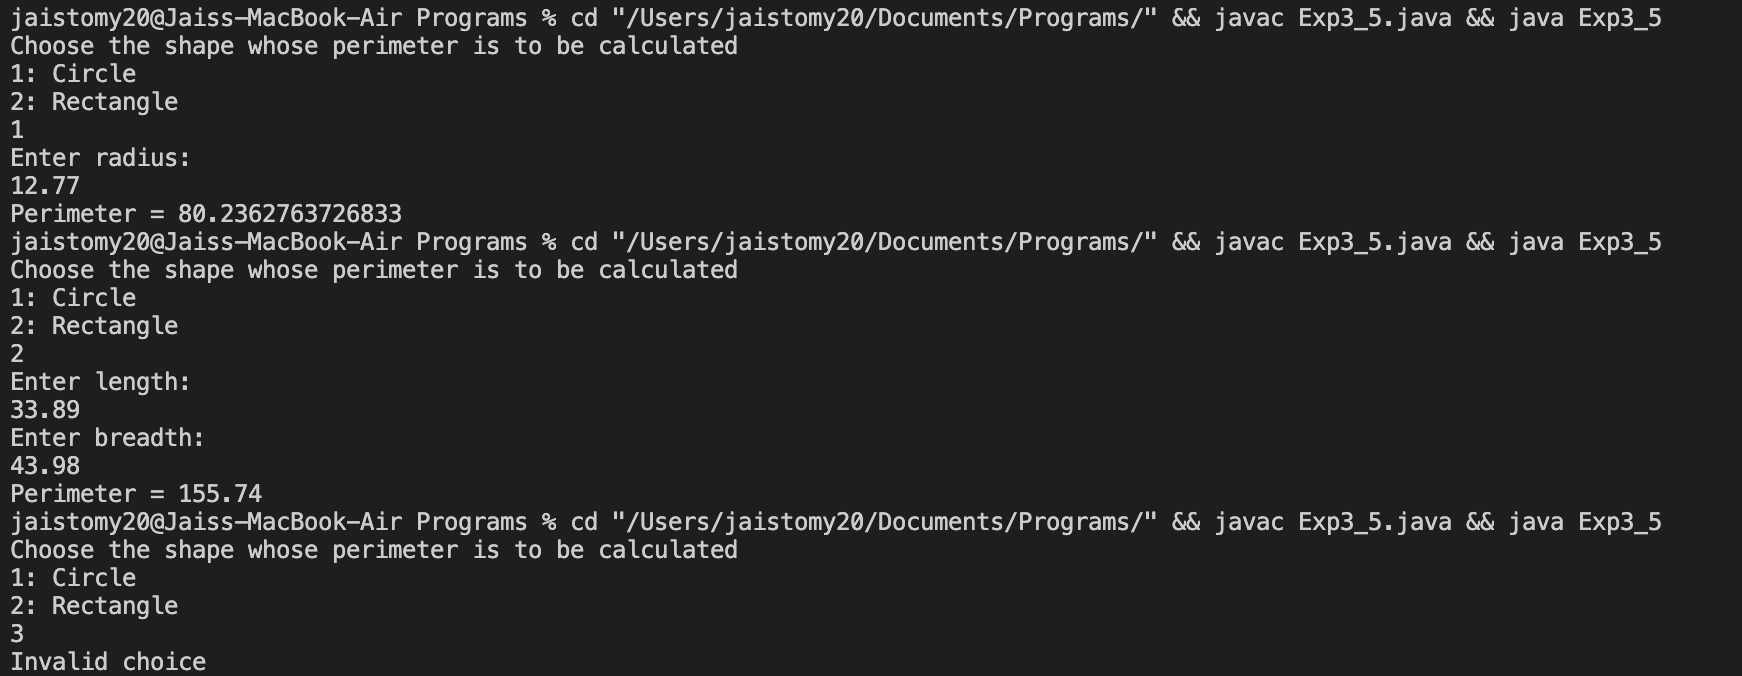 jaistomy20@Jaiss-MacBook-Air Programs % cd "/Users/jaistomy20/Documents/Programs/" && javac Exp3_5.java && java Exp3_5
Choose the shape whose perimeter is to be calculated
1: Circle
2: Rectangle
1
Enter radius:
12.77
Perimeter = 80.2362763726833
jaistomy20@Jaiss-MacBook-Air Programs % cd "/Users/jaistomy20/Documents/Programs/" && javac Exp3_5.java && java Exp3_5
Choose the shape whose perimeter is to be calculated
1: Circle
2: Rectangle
2
Enter length:
33.89
Enter breadth:
43.98
Perimeter = 155.74
jaistomy20@Jaiss-MacBook-Air Programs % cd "/Users/jaistomy20/Documents/Programs/" && javac Exp3_5.java && java Exp3_5
Choose the shape whose perimeter is to be calculated
1: Circle
2: Rectangle
3
Invalid choice